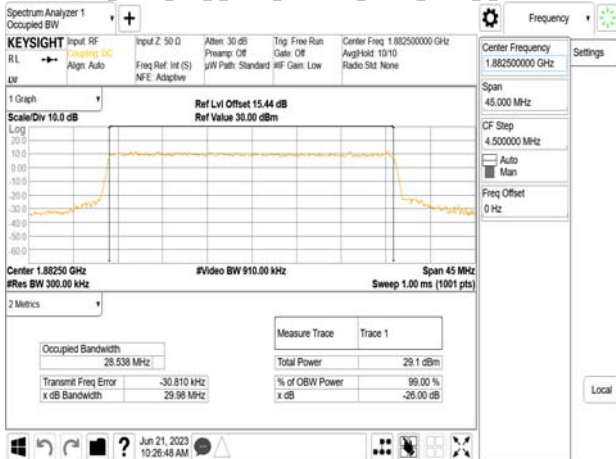 Spectrum Analyzer 1
Occupied BW
+
Frequency
KEYSIGHT
RL
Input: RF
Coupling: DC
Align: Auto
Input Z: 50 Ω
Freq Ref: Int (S)
NFE: Adaptive
Atten: 30 dB
Preamp: Off
µW Path: Standard
Trig: Free Run
Gate: Off
#IF Gain: Low
Center Freq: 1.882500000 GHz
Avg|Hold: 10/10
Radio Std: None
Center Frequency
1.882500000 GHz
Settings
Span
45.000 MHz
CF Step
4.500000 MHz
Auto
Man
Freq Offset
0 Hz
Local
1 Graph
Scale/Div 10.0 dB
Ref Lvl Offset 15.44 dB
Ref Value 30.00 dBm
Log
20.0
10.0
0.00
-10.0
-20.0
-30.0
-40.0
-50.0
-60.0
Center 1.88250 GHz
#Video BW 910.00 kHz
Span 45 MHz
#Res BW 300.00 kHz
Sweep 1.00 ms (1001 pts)
2 Metrics
Measure Trace
Trace 1
Occupied Bandwidth
28.538 MHz
Total Power
29.1 dBm
Transmit Freq Error
-30.810 kHz
% of OBW Power
99.00 %
x dB Bandwidth
29.98 MHz
x dB
-26.00 dB
?
Jun 21, 2023
10:26:48 AM